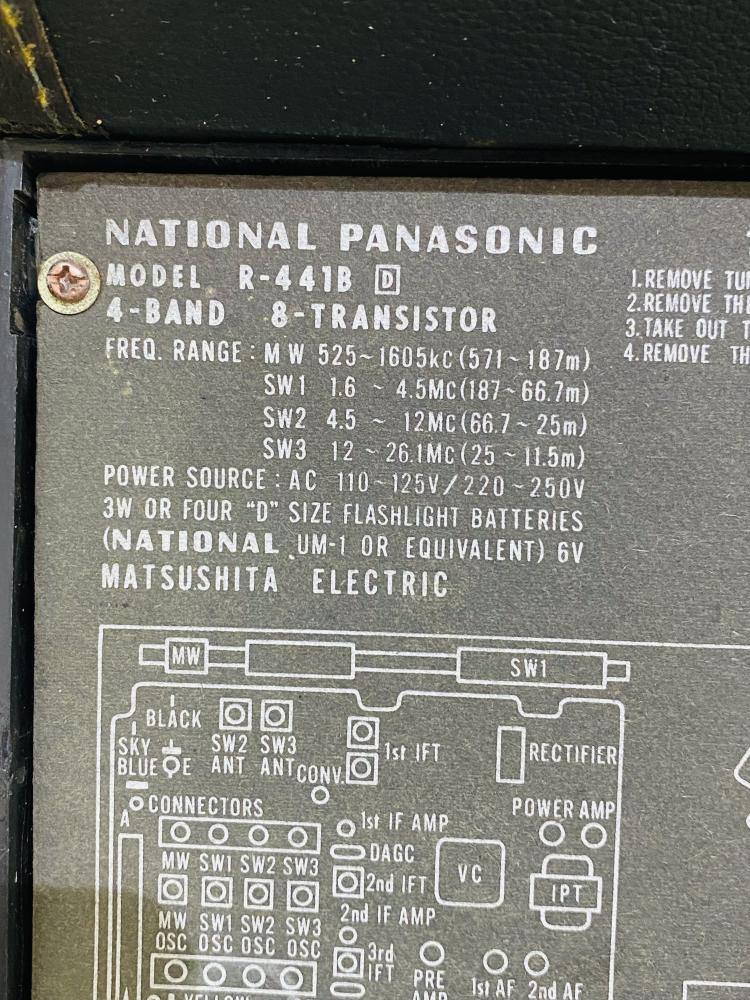 NATIONAL PANASONIC
MODEL R-441B D
4-BAND 8-TRANSISTOR
FREQ. RANGE : MW 525~1605kc (571~187m)
SW1 1.6 ~ 4.5Mc (187~66.7m)
SW2 4.5 ~ 12Mc (66.7~25m)
SW3 12 ~ 26.1Mc (25~11.5m)
POWER SOURCE : AC 110~125V/220~250V
3W OR FOUR "D" SIZE FLASHLIGHT BATTERIES
(NATIONAL UM-1 OR EQUIVALENT) 6V
MATSUSHITA ELECTRIC
1. REMOVE
2. REMOVE
3. TAKE OUT
4. REMOVE
MW
SW1
BLACK
SKY
BLUE E
SW2
ANT
SW3
ANT
CONV.
1st IFT
RECTIFIER
A
CONNECTORS
MW SW1 SW2 SW3
MW SW1 SW2 SW3
OSC OSC OSC OSC
1st IF AMP
DAGC
2nd IFT
2nd IF AMP
3rd
IFT
VC
POWER AMP
IPT
PRE
AMP
1st AF 2nd AF
YELLOW